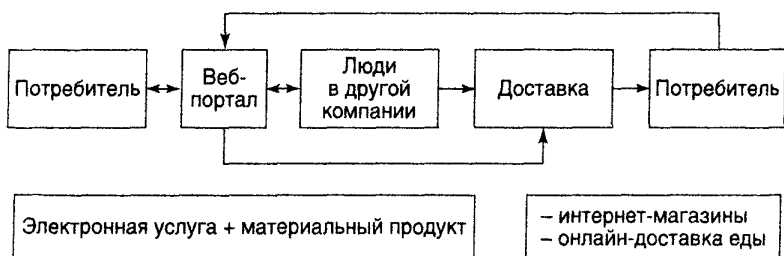 Потребитель
Веб-
портал
Люди
в другой
компании
Доставка
Потребитель
Электронная услуга + материальный продукт
– интернет-магазины
– онлайн-доставка еды